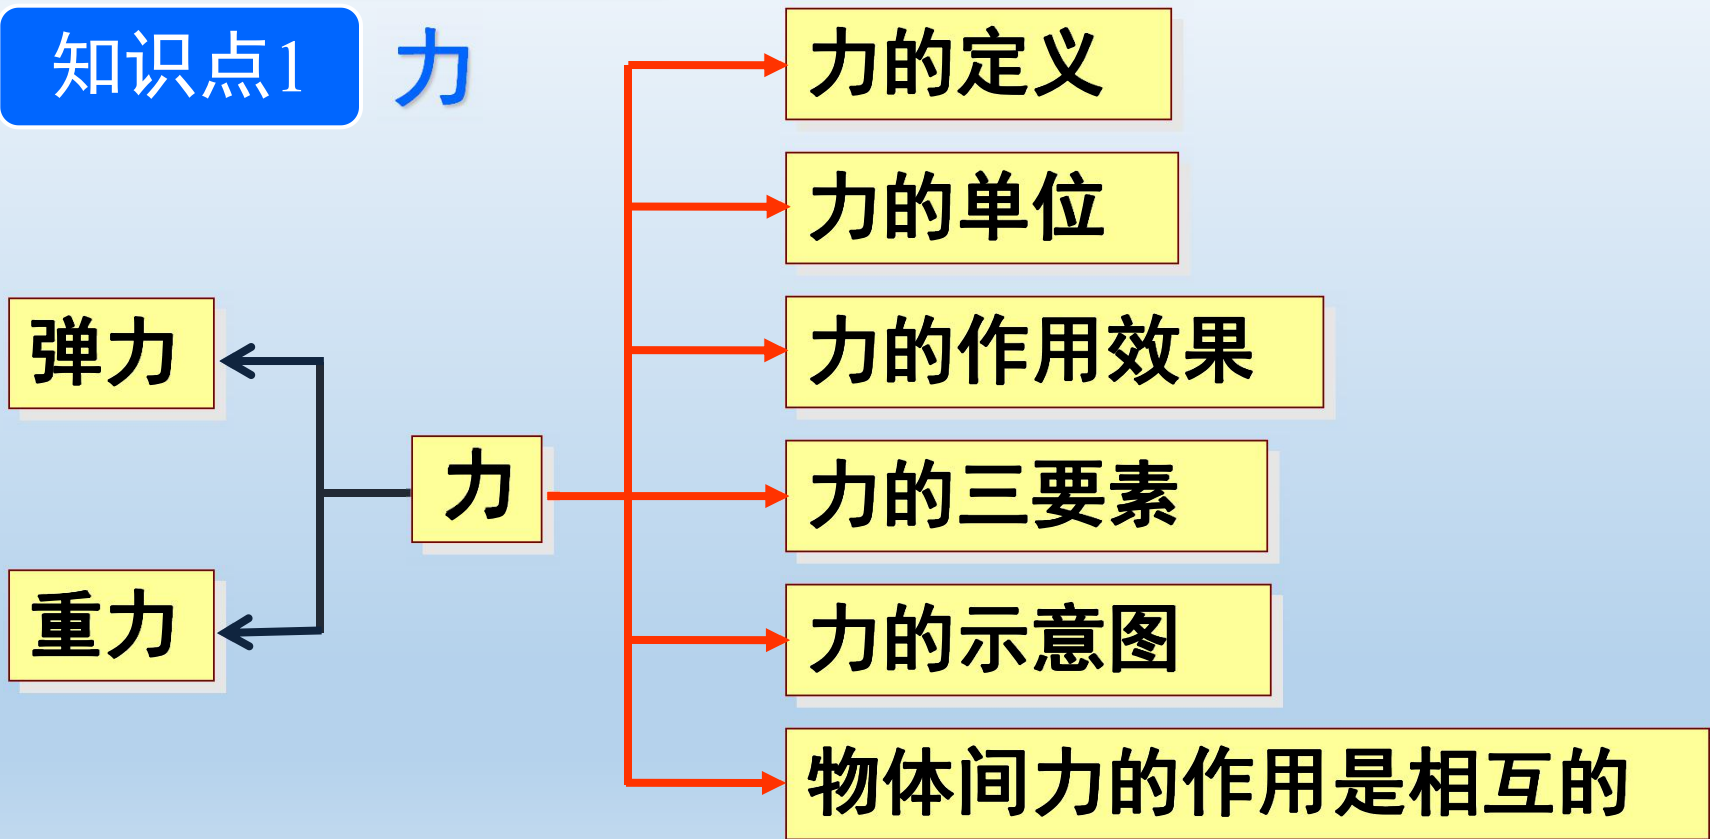 知识点1 力
力的定义
力的单位
力的作用效果
弹力
力
力的三要素
重力
力的示意图
物体间力的作用是相互的